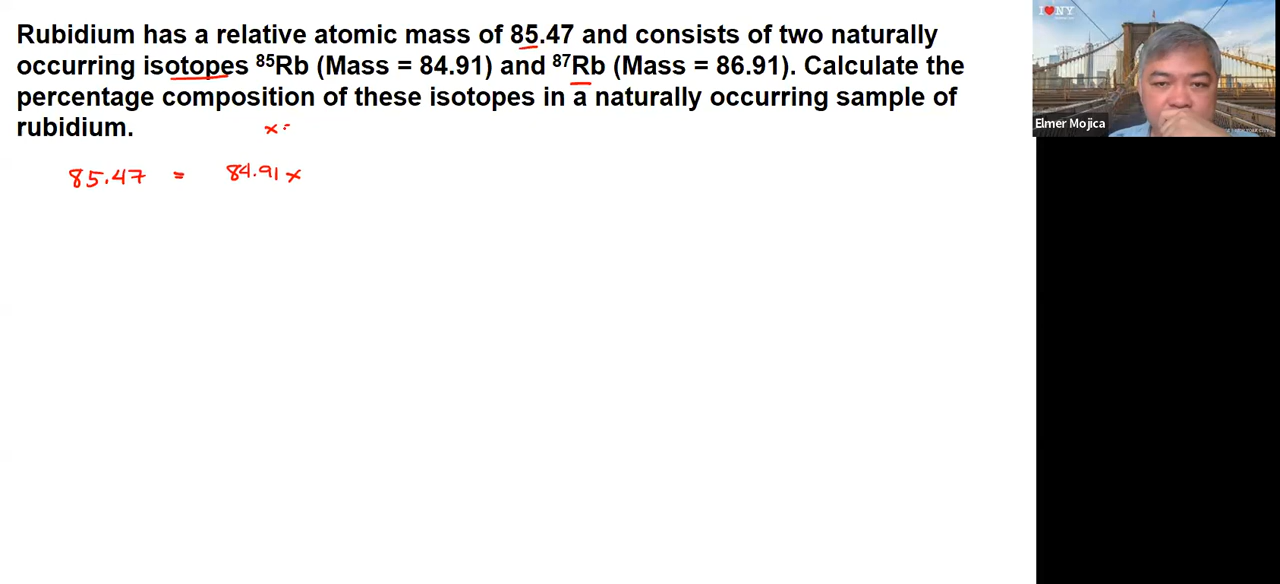 Rubidium has a relative atomic mass of 85.47 and consists of two naturally
occurring isotopes ⁸⁵Rb (Mass = 84.91) and ⁸⁷Rb (Mass = 86.91). Calculate the
percentage composition of these isotopes in a naturally occurring sample of
rubidium.
x =
85.47 = 84.91 x
I ❤ NY
Elmer Mojica